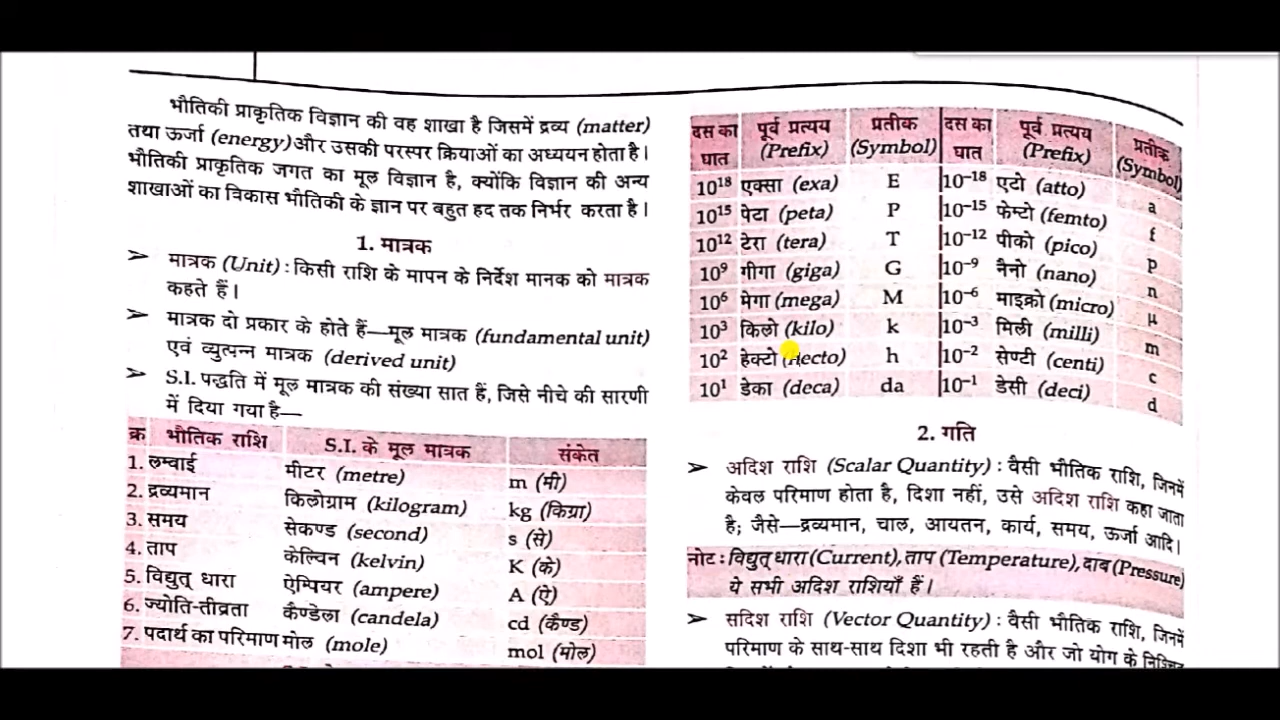 भौतिकी प्राकृतिक विज्ञान की वह शाखा है जिसमें द्रव्य (matter)
तथा ऊर्जा (energy) और उसकी परस्पर क्रियाओं का अध्ययन होता है।
भौतिकी प्राकृतिक जगत का मूल विज्ञान है, क्योंकि विज्ञान की अन्य
शाखाओं का विकास भौतिकी के ज्ञान पर बहुत हद तक निर्भर करता है।
1. मात्रक
➢ मात्रक (Unit) : किसी राशि के मापन के निर्देश मानक को मात्रक
कहते हैं।
➢ मात्रक दो प्रकार के होते हैं—मूल मात्रक (fundamental unit)
एवं व्युत्पन्न मात्रक (derived unit)
➢ S.I. पद्धति में मूल मात्रक की संख्या सात हैं, जिसे नीचे की सारणी
में दिया गया है—
क्र भौतिक राशि S.I. के मूल मात्रक संकेत
1. लम्बाई मीटर (metre) m (मी)
2. द्रव्यमान किलोग्राम (kilogram) kg (किग्रा)
3. समय सेकण्ड (second) s (से)
4. ताप केल्विन (kelvin) K (के)
5. विद्युत् धारा ऐम्पियर (ampere) A (ऐ)
6. ज्योति-तीव्रता कैण्डेला (candela) cd (कैण्ड)
7. पदार्थ का परिमाण मोल (mole) mol (मोल)
दस का पूर्व प्रत्यय प्रतीक दस का पूर्व प्रत्यय प्रतीक
घात (Prefix) (Symbol) घात (Prefix) (Symbol)
10¹⁸ एक्सा (exa) E 10⁻¹⁸ एटो (atto) a
10¹⁵ पेटा (peta) P 10⁻¹⁵ फेम्टो (femto) f
10¹² टेरा (tera) T 10⁻¹² पीको (pico) p
10⁹ गीगा (giga) G 10⁻⁹ नैनो (nano) n
10⁶ मेगा (mega) M 10⁻⁶ माइक्रो (micro) μ
10³ किलो (kilo) k 10⁻³ मिली (milli) m
10² हेक्टो (hecto) h 10⁻² सेण्टी (centi) c
10¹ डेका (deca) da 10⁻¹ डेसी (deci) d
2. गति
➢ अदिश राशि (Scalar Quantity) : वैसी भौतिक राशि, जिनमें
केवल परिमाण होता है, दिशा नहीं, उसे अदिश राशि कहा जाता
है; जैसे—द्रव्यमान, चाल, आयतन, कार्य, समय, ऊर्जा आदि।
नोट : विद्युत् धारा (Current), ताप (Temperature), दाब (Pressure)
ये सभी अदिश राशियाँ हैं।
➢ सदिश राशि (Vector Quantity) : वैसी भौतिक राशि, जिनमें
परिमाण के साथ-साथ दिशा भी रहती है और जो योग के निश्चित